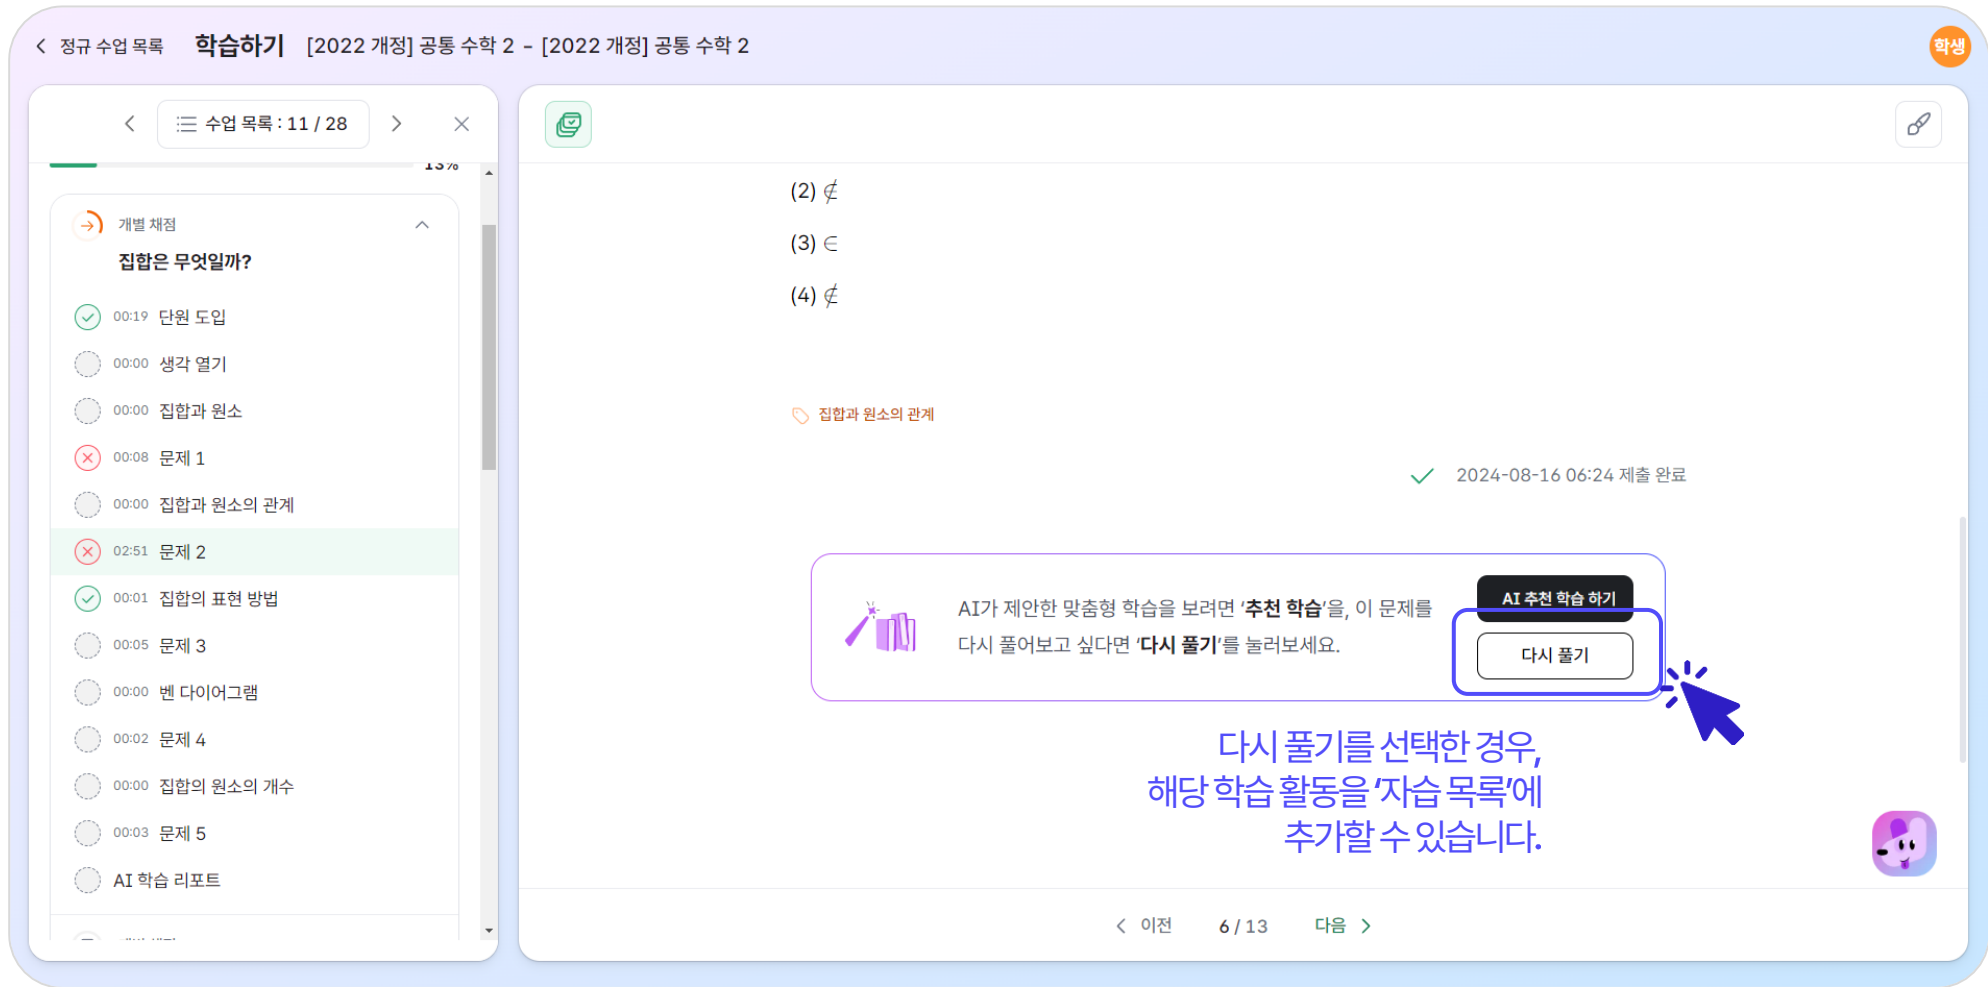 정규 수업 목록 학습하기 [2022 개정] 공통 수학 2 - [2022 개정] 공통 수학 2
학생
수업 목록 : 11 / 28
13%
개별 채점
집합은 무엇일까?
00:19 단원 도입
00:00 생각 열기
00:00 집합과 원소
00:08 문제 1
00:00 집합과 원소의 관계
02:51 문제 2
00:01 집합의 표현 방법
00:05 문제 3
00:00 벤 다이어그램
00:02 문제 4
00:00 집합의 원소의 개수
00:03 문제 5
AI 학습 리포트
(2) ∉
(3) ∈
(4) ∉
집합과 원소의 관계
2024-08-16 06:24 제출 완료
AI가 제안한 맞춤형 학습을 보려면 ‘추천 학습’을, 이 문제를
다시 풀어보고 싶다면 ‘다시 풀기’를 눌러보세요.
AI 추천 학습 하기
다시 풀기
다시 풀기를 선택한 경우,
해당 학습 활동을 ‘자습 목록’에
추가할 수 있습니다.
이전 6 / 13 다음